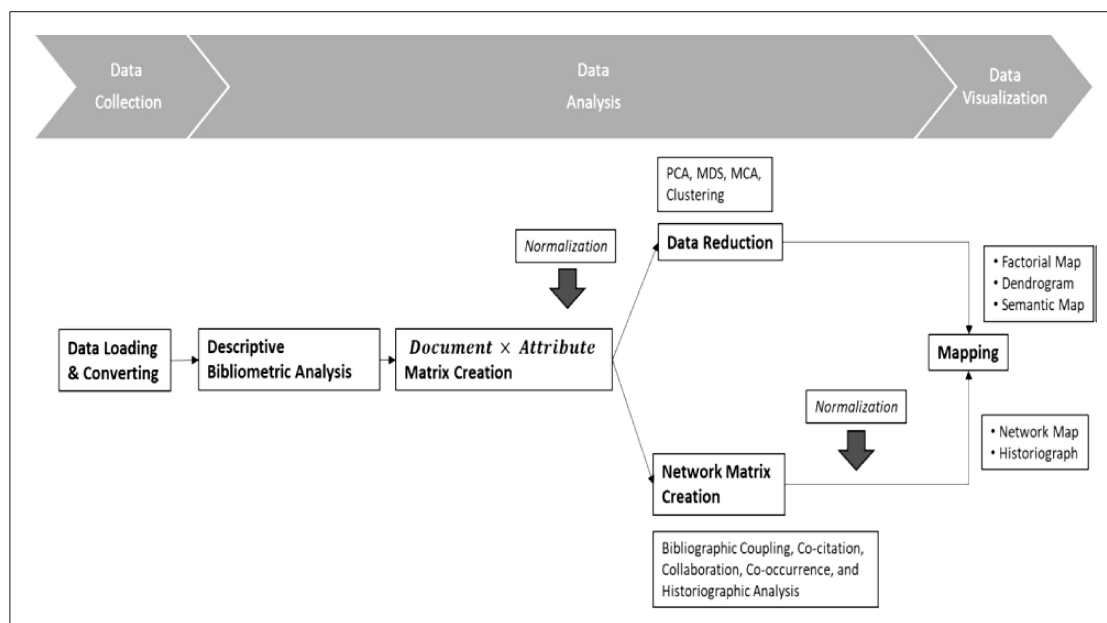 Data
Collection
Data
Analysis
Data
Visualization
PCA, MDS, MCA,
Clustering
Normalization
Data Reduction
• Factorial Map
• Dendrogram
• Semantic Map
Data Loading
& Converting
Descriptive
Bibliometric Analysis
Document × Attribute
Matrix Creation
Mapping
Normalization
• Network Map
• Historiograph
Network Matrix
Creation
Bibliographic Coupling, Co-citation,
Collaboration, Co-occurrence, and
Historiographic Analysis